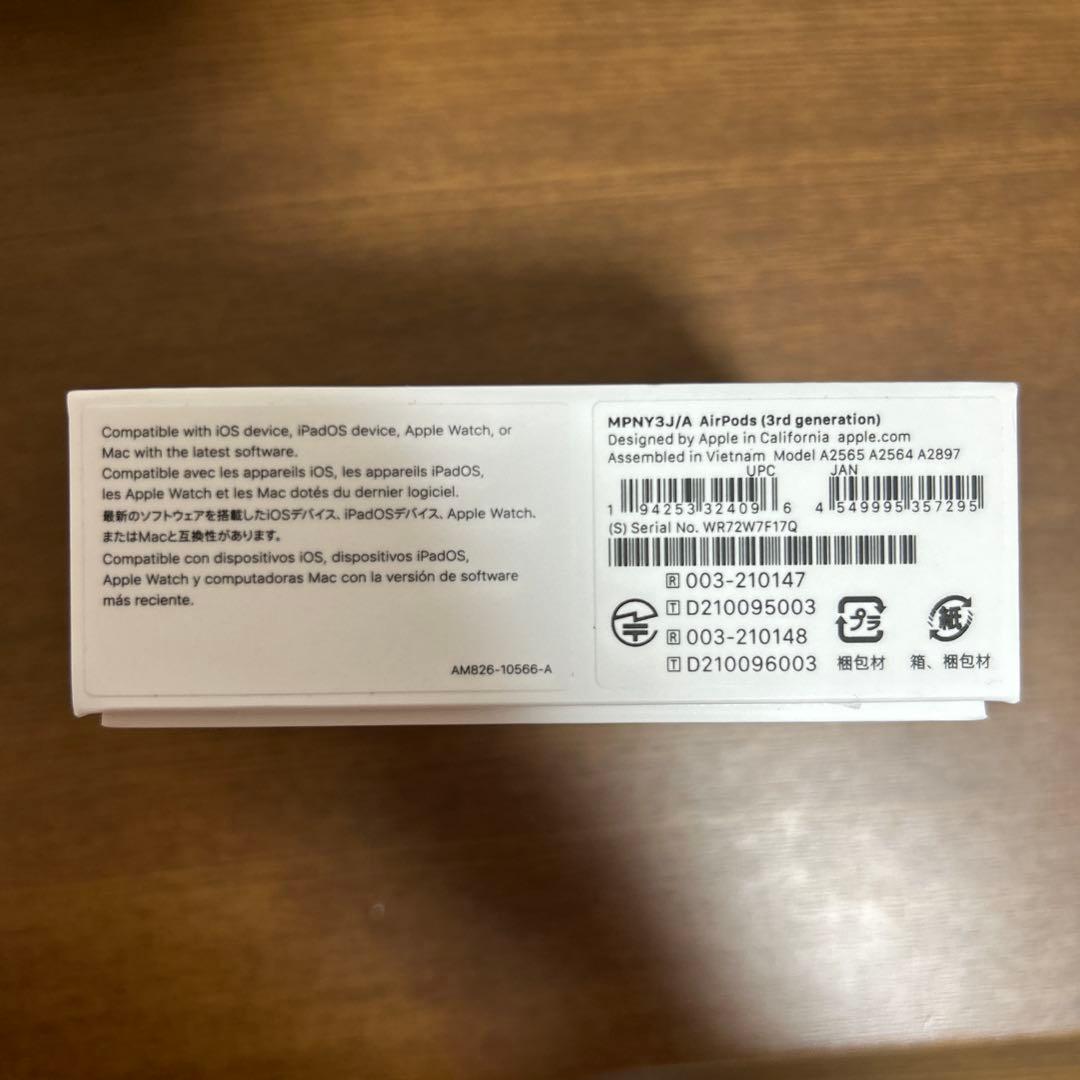 Compatible with iOS device, iPadOS device, Apple Watch, or
Mac with the latest software.
Compatible avec les appareils iOS, les appareils iPadOS,
les Apple Watch et les Mac dotés du dernier logiciel.
最新のソフトウェアを搭載したiOSデバイス、iPadOSデバイス、Apple Watch、
またはMacと互換性があります。
Compatible con dispositivos iOS, dispositivos iPadOS,
Apple Watch y computadoras Mac con la versión de software
más reciente.
AM826-10566-A
MPNY3J/A AirPods (3rd generation)
Designed by Apple in California apple.com
Assembled in Vietnam Model A2565 A2564 A2897
UPC JAN
1 94253 32409 6 4 549995 357295
(S) Serial No. WR72W7F17Q
R 003-210147
T D210095003
R 003-210148
T D210096003
プラ
梱包材
紙
箱、梱包材